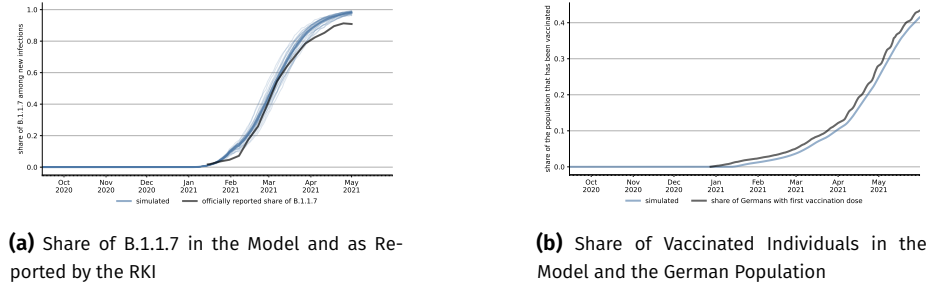 share of B.1.1.7 among new infections
1.0
0.8
0.6
0.4
0.2
0.0
Oct Nov Dec Jan Feb Mar Apr May
2020 2020 2020 2021 2021 2021 2021 2021
simulated officially reported share of B.1.1.7
(a) Share of B.1.1.7 in the Model and as Re-
ported by the RKI
share of the population that has been vaccinated
0.4
0.3
0.2
0.1
0.0
Oct Nov Dec Jan Feb Mar Apr May
2020 2020 2020 2021 2021 2021 2021 2021
simulated share of Germans with first vaccination dose
(b) Share of Vaccinated Individuals in the
Model and the German Population